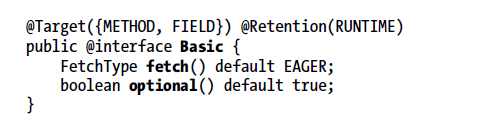 @Target({METHOD, FIELD}) @Retention(RUNTIME)
public @interface Basic {
    FetchType fetch() default EAGER;
    boolean optional() default true;
}